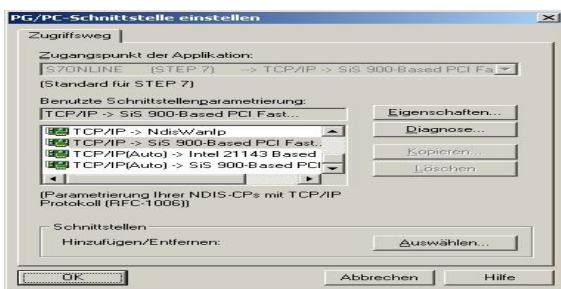 PG/PC-Schnittstelle einstellen
Zugriffsweg
Zugangspunkt der Applikation:
S7ONLINE (STEP 7) --> TCP/IP -> SiS 900-Based PCI Fa
(Standard für STEP 7)
Benutzte Schnittstellenparametrierung:
TCP/IP -> SiS 900-Based PCI Fast...
Eigenschaften...
TCP/IP -> NdisWanIp
Diagnose...
TCP/IP -> SiS 900-Based PCI Fast..
Kopieren...
TCP/IP(Auto) -> Intel 21143 Based
TCP/IP(Auto) -> SiS 900-Based PCI
Löschen
(Parametrierung Ihrer NDIS-CPs mit TCP/IP
Protokoll (RFC-1006))
Schnittstellen
Hinzufügen/Entfernen:
Auswählen...
OK
Abbrechen
Hilfe